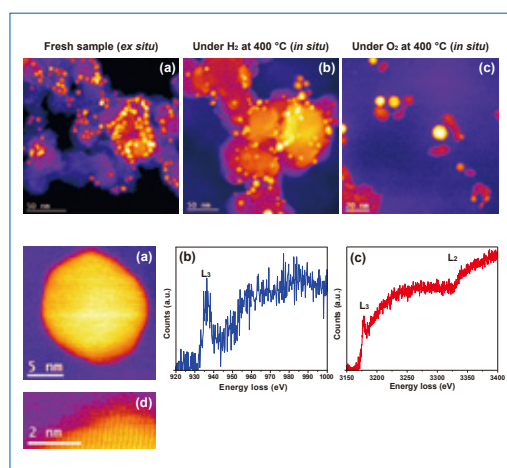 Fresh sample (ex situ)
Under H₂ at 400 °C (in situ)
Under O₂ at 400 °C (in situ)
(a)
(b)
(c)
50 nm
50 nm
20 nm
(a)
5 nm
(b)
L₃
Counts (a.u.)
920 930 940 950 960 970 980 990 1000
Energy loss (eV)
(c)
L₂
L₃
Counts (a.u.)
3150 3200 3250 3300 3350 3400
Energy loss (eV)
(d)
2 nm